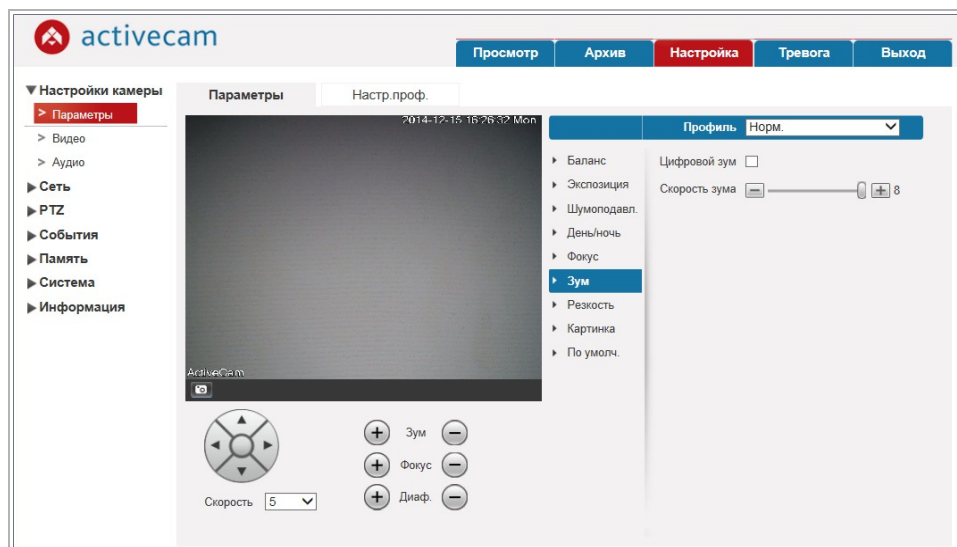 activecam
Просмотр Архив Настройка Тревога Выход
Настройки камеры
Параметры
Видео
Аудио
Сеть
PTZ
События
Память
Система
Информация
Параметры Настр.проф.
2014-12-15 16:26:32 Mon
ActiveCam
Профиль Норм.
Баланс
Экспозиция
Шумоподавл.
День/ночь
Фокус
Зум
Резкость
Картинка
По умолч.
Цифровой зум
Скорость зума 8
Зум
Фокус
Диаф.
Скорость 5